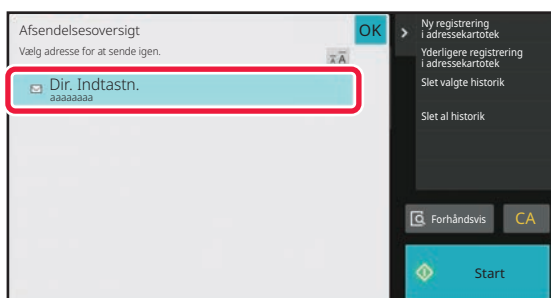 Afsendelsesoversigt
OK
Vælg adresse for at sende igen.
Dir. Indtastn.
aaaaaaaa
Ny registrering
i adressekartotek
Yderligere registrering
i adressekartotek
Slet valgte historik
Slet al historik
Forhåndsvis
CA
Start